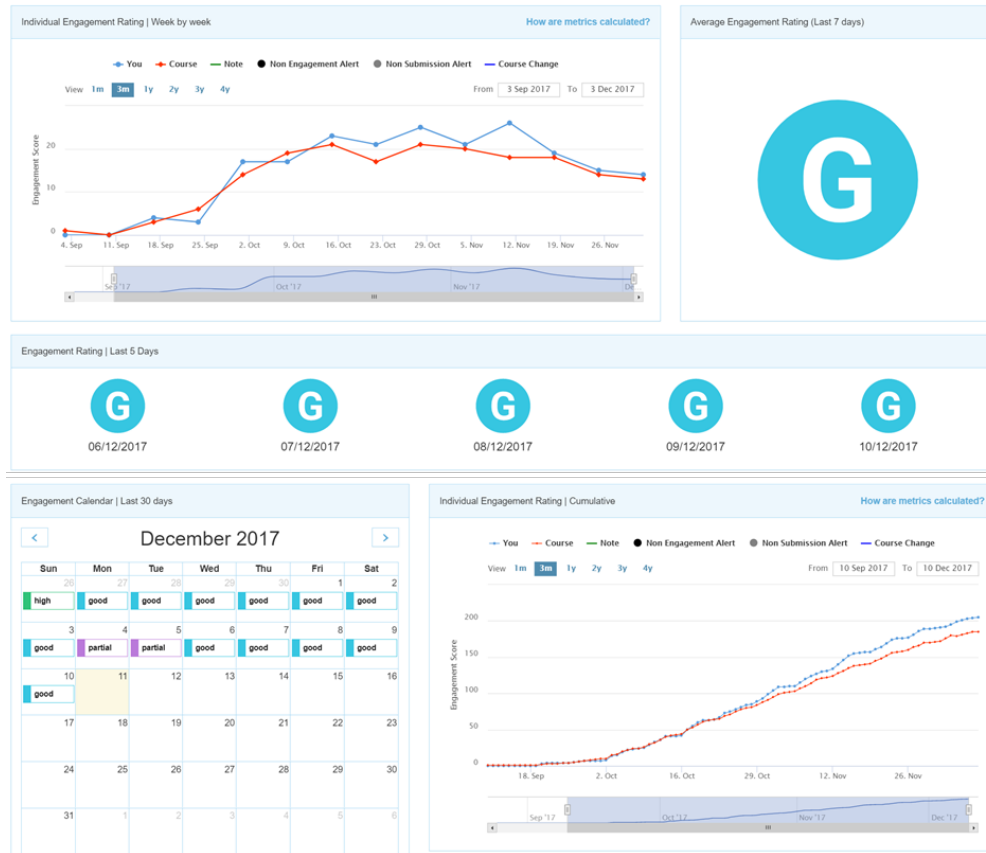 Individual Engagement Rating | Week by week
How are metrics calculated?
You Course Note Non Engagement Alert Non Submission Alert Course Change
View 1m 3m 1y 2y 3y 4y
From 3 Sep 2017 To 3 Dec 2017
Engagement Score
20
10
0
4. Sep 11. Sep 18. Sep 25. Sep 2. Oct 9. Oct 16. Oct 23. Oct 29. Oct 5. Nov 12. Nov 19. Nov 26. Nov
Sep '17 Oct '17 Nov '17 De
Average Engagement Rating (Last 7 days)
G
Engagement Rating | Last 5 Days
G G G G G
06/12/2017 07/12/2017 08/12/2017 09/12/2017 10/12/2017
Engagement Calendar | Last 30 days
< December 2017 >
Sun Mon Tue Wed Thu Fri Sat
26 27 28 29 30 1 2
high good good good good good good
3 4 5 6 7 8 9
good partial partial good good good good
10 11 12 13 14 15 16
good
17 18 19 20 21 22 23
24 25 26 27 28 29 30
31 1 2 3 4 5 6
Individual Engagement Rating | Cumulative
How are metrics calculated?
You Course Note Non Engagement Alert Non Submission Alert Course Change
View 1m 3m 1y 2y 3y 4y
From 10 Sep 2017 To 10 Dec 2017
Engagement Score
200
150
100
50
0
18. Sep 2. Oct 16. Oct 29. Oct 12. Nov 26. Nov
Sep '17 Oct '17 Nov '17 Dec '17